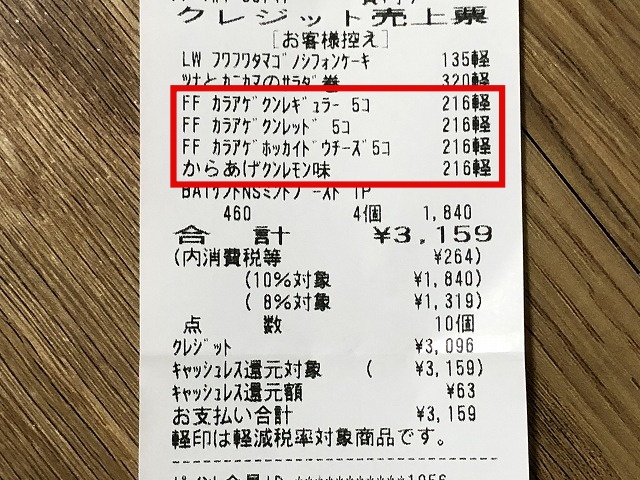 クレジット売上票
[お客様控え]
LW フワフワタマゴノシフォンケーキ 135軽
ツナとカニカマのサラダ巻 320軽
FF カラアゲクンレギュラー 5コ 216軽
FF カラアゲクンレッド 5コ 216軽
FF カラアゲホッカイドウチーズ5コ 216軽
からあげクンレモン味 216軽
460 4個 1,840
合 計 ¥3,159
(内消費税等 ¥264)
(10%対象 ¥1,840)
( 8%対象 ¥1,319)
点 数 10個
クレジット ¥3,096
キャッシュレス還元対象 ( ¥3,159)
キャッシュレス還元額 ¥63
お支払い合計 ¥3,159
軽印は軽減税率対象商品です。